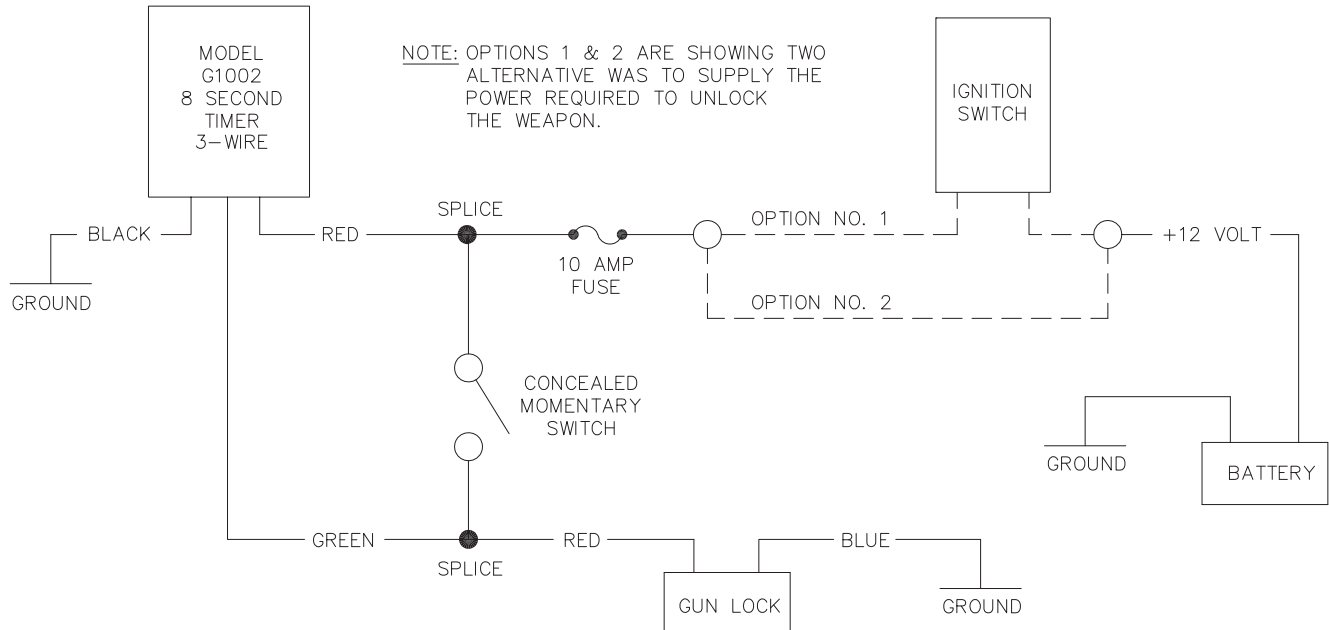 MODEL
G1002
8 SECOND
TIMER
3-WIRE
NOTE: OPTIONS 1 & 2 ARE SHOWING TWO
ALTERNATIVE WAS TO SUPPLY THE
POWER REQUIRED TO UNLOCK
THE WEAPON.
IGNITION
SWITCH
BLACK
RED
SPLICE
OPTION NO. 1
+12 VOLT
10 AMP
FUSE
GROUND
OPTION NO. 2
CONCEALED
MOMENTARY
SWITCH
GROUND
BATTERY
GREEN
RED
BLUE
SPLICE
GUN LOCK
GROUND